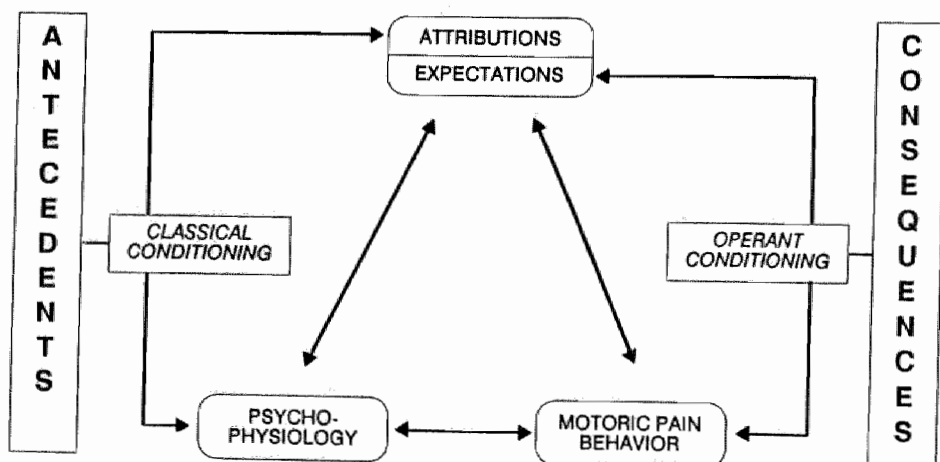 ANTECEDENTS
ATTRIBUTIONS
EXPECTATIONS
CLASSICAL
CONDITIONING
OPERANT
CONDITIONING
PSYCHO-
PHYSIOLOGY
MOTORIC PAIN
BEHAVIOR
CONSEQUENCES